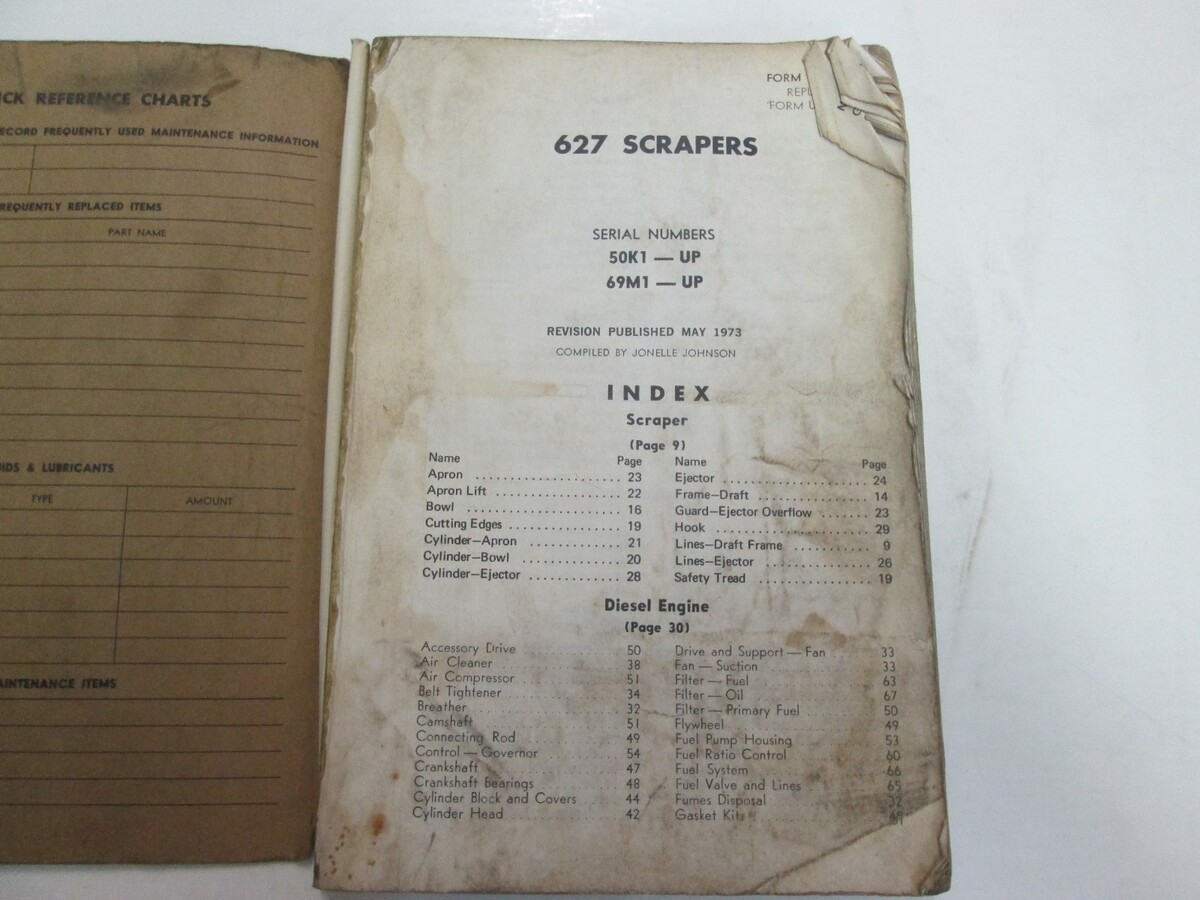 REFERENCE CHARTS
RECORD FREQUENTLY USED MAINTENANCE INFORMATION
FREQUENTLY REPLACED ITEMS
PART NAME
& LUBRICANTS
TYPE AMOUNT
MAINTENANCE ITEMS
FORM
FORM
627 SCRAPERS
SERIAL NUMBERS
50K1 — UP
69M1 — UP
REVISION PUBLISHED MAY 1973
COMPILED BY JONELLE JOHNSON
INDEX
Scraper
(Page 9)
Name Page
Apron 23
Apron Lift 22
Bowl 16
Cutting Edges 19
Cylinder—Apron 21
Cylinder—Bowl 20
Cylinder—Ejector 28
Name Page
Ejector 24
Frame—Draft 14
Guard—Ejector Overflow 23
Hook 29
Lines—Draft Frame 9
Lines—Ejector 26
Safety Tread 19
Diesel Engine
(Page 30)
Accessory Drive 50
Air Cleaner 38
Air Compressor 51
Belt Tightener 34
Breather 32
Camshaft 51
Connecting Rod 49
Control — Governor 54
Crankshaft 47
Crankshaft Bearings 48
Cylinder Block and Covers 44
Cylinder Head 42
Drive and Support — Fan 33
Fan — Suction 33
Filter — Fuel 63
Filter — Oil 67
Filter — Primary Fuel 50
Flywheel 49
Fuel Pump Housing 53
Fuel Ratio Control 60
Fuel System 66
Fuel Valve and Lines 65
Fumes Disposal 32
Gasket Kits